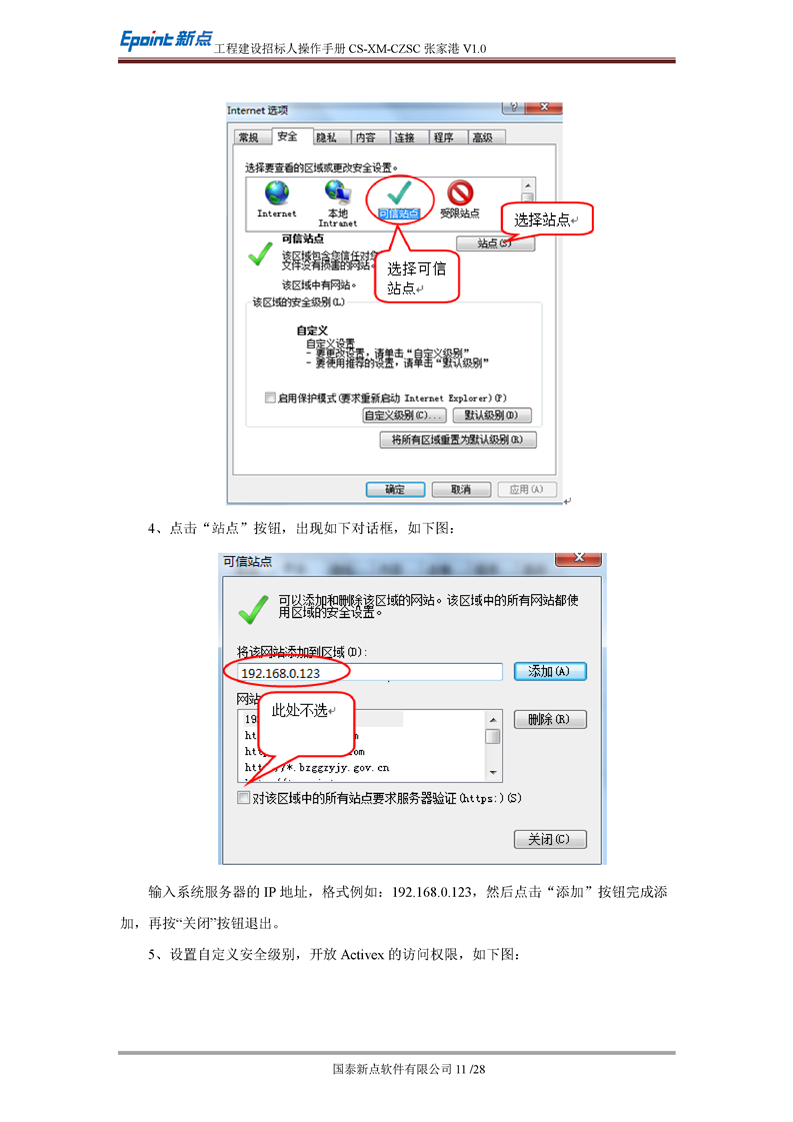 Epoint 新点 工程建设招标人操作手册 CS-XM-CZSC 张家港 V1.0
Internet 选项
常规 安全 隐私 内容 连接 程序 高级
选择要查看的区域或更改安全设置。
Internet 本地 Intranet 可信站点 受限站点
选择站点
可信站点
站点(S)
该区域包含您信任对您
文件没有损害的网站。
选择可信
站点
该区域中有网站。
该区域的安全级别(L)
自定义
自定义设置
- 要更改设置，请单击“自定义级别”
- 要使用推荐的设置，请单击“默认级别”
启用保护模式(要求重新启动 Internet Explorer)(P)
自定义级别(C)... 默认级别(D)
将所有区域重置为默认级别(R)
确定 取消 应用(A)
4、点击“站点”按钮，出现如下对话框，如下图：
可信站点
可以添加和删除该区域的网站。该区域中的所有网站都使
用区域的安全设置。
将该网站添加到区域(D):
192.168.0.123 添加(A)
网站
此处不选
删除(R)
*.bzggzyjy.gov.cn
对该区域中的所有站点要求服务器验证(https:)(S)
关闭(C)
输入系统服务器的 IP 地址，格式例如：192.168.0.123，然后点击“添加”按钮完成添
加，再按“关闭”按钮退出。
5、设置自定义安全级别，开放 Activex 的访问权限，如下图：
国泰新点软件有限公司 11 /28